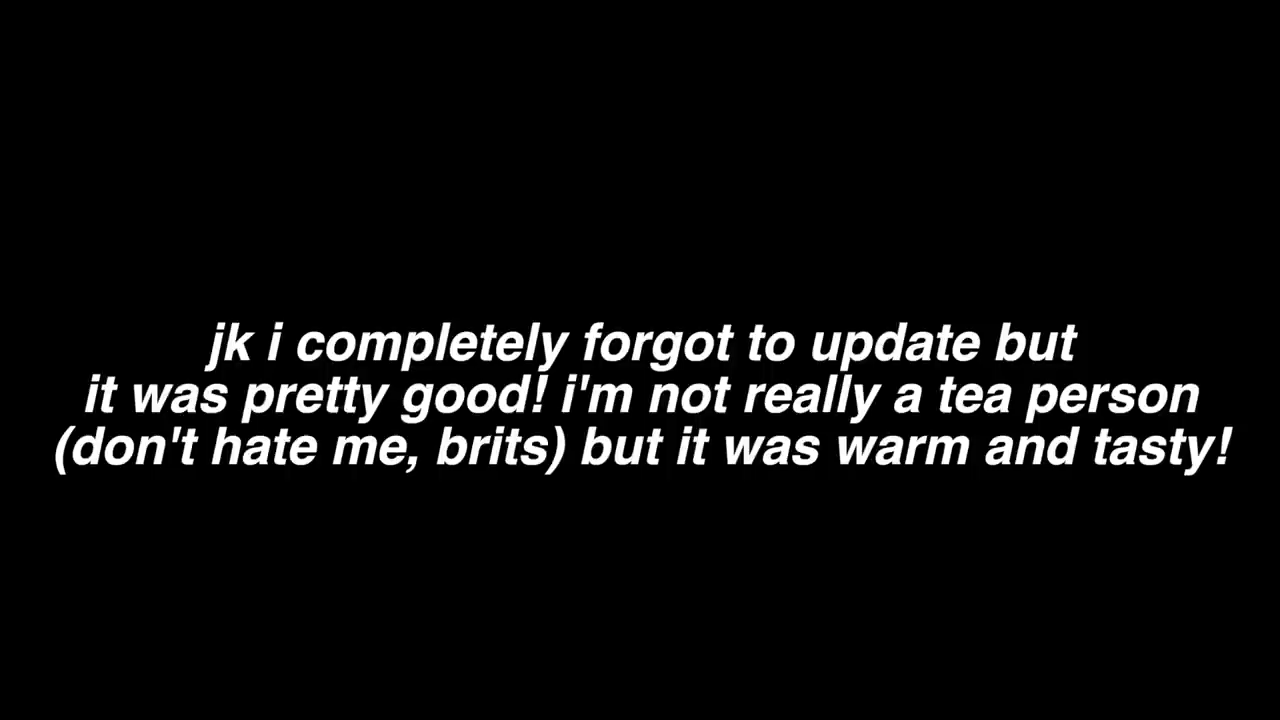 jk i completely forgot to update but
it was pretty good! i'm not really a tea person
(don't hate me, brits) but it was warm and tasty!